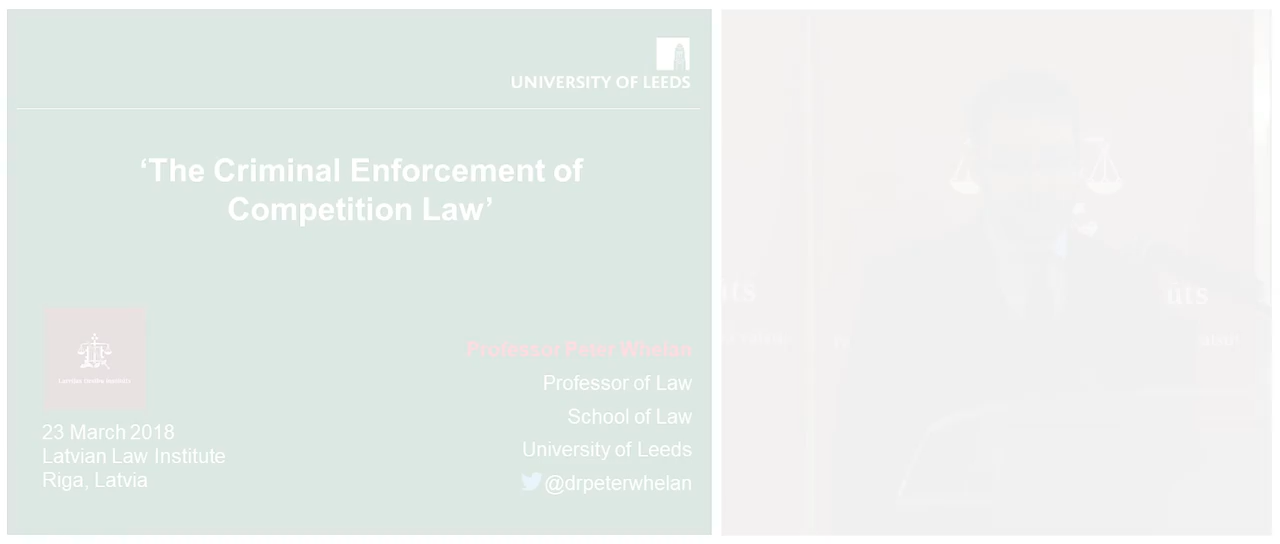 UNIVERSITY OF LEEDS
‘The Criminal Enforcement of
Competition Law’
Professor Peter Whelan
Professor of Law
School of Law
University of Leeds
@drpeterwhelan
23 March 2018
Latvian Law Institute
Riga, Latvia
uts